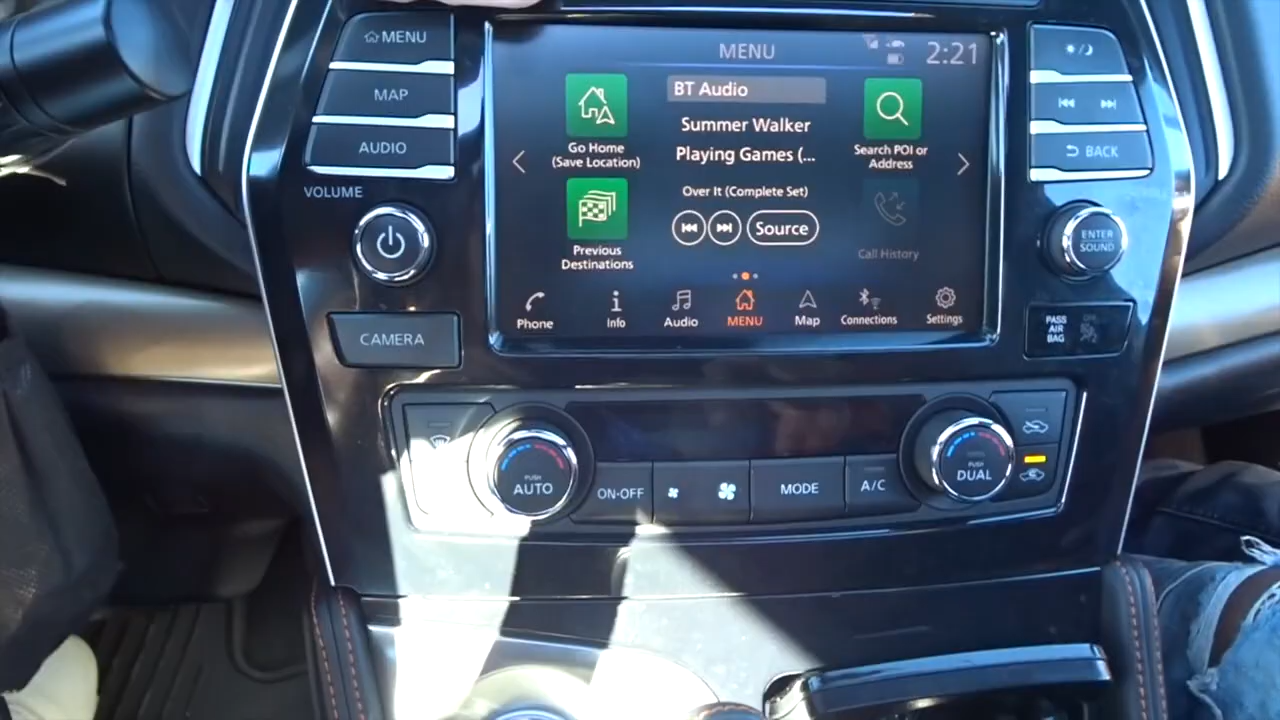 MENU
MAP
AUDIO
VOLUME
CAMERA
MENU
2:21
BT Audio
Summer Walker
Playing Games (...
Over It (Complete Set)
Source
Go Home
(Save Location)
Previous
Destinations
Search POI or
Address
Call History
Phone
Info
Audio
MENU
Map
Connections
Settings
BACK
ENTER
SOUND
PASS
AIR
BAG
PUSH
AUTO
ON·OFF
MODE
A/C
PUSH
DUAL